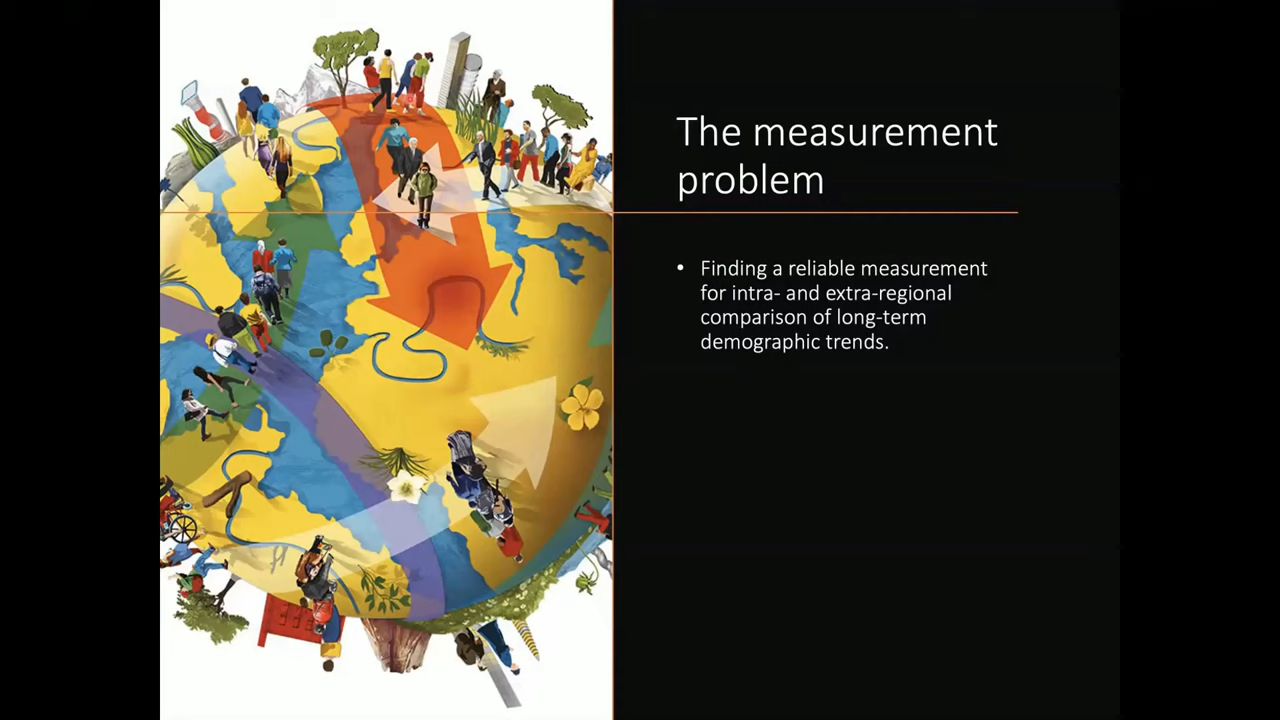 The measurement
problem
• Finding a reliable measurement
for intra- and extra-regional
comparison of long-term
demographic trends.